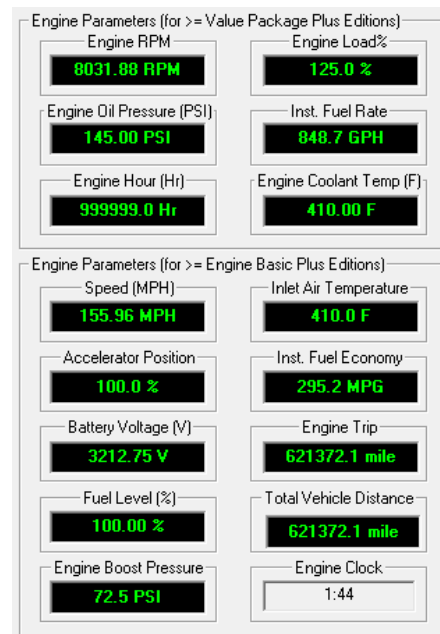 Engine Parameters (for >= Value Package Plus Editions)
Engine RPM
8031.88 RPM
Engine Load%
125.0 %
Engine Oil Pressure (PSI)
145.00 PSI
Inst. Fuel Rate
848.7 GPH
Engine Hour (Hr)
999999.0 Hr
Engine Coolant Temp (F)
410.00 F
Engine Parameters (for >= Engine Basic Plus Editions)
Speed (MPH)
155.96 MPH
Inlet Air Temperature
410.0 F
Accelerator Position
100.0 %
Inst. Fuel Economy
295.2 MPG
Battery Voltage (V)
3212.75 V
Engine Trip
621372.1 mile
Fuel Level (%)
100.00 %
Total Vehicle Distance
621372.1 mile
Engine Boost Pressure
72.5 PSI
Engine Clock
1:44